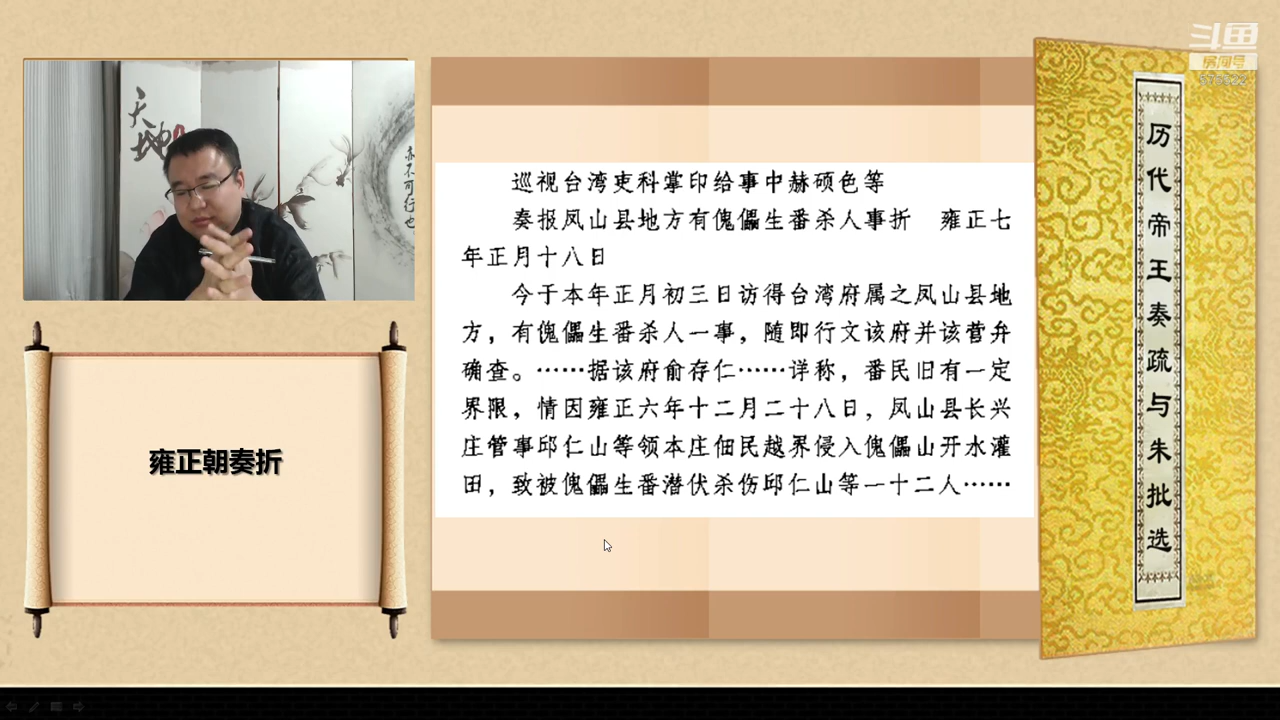 斗鱼
房间号
天地
亦不可行也
巡视台湾吏科掌印给事中赫硕色等
奏报凤山县地方有傀儡生番杀人事折 雍正七
年正月十八日
今于本年正月初三日访得台湾府属之凤山县地
方，有傀儡生番杀人一事，随即行文该府并该营弁
确查。……据该府俞存仁……详称，番民旧有一定
界限，情因雍正六年十二月二十八日，凤山县长兴
庄管事邱仁山等领本庄佃民越界侵入傀儡山开水灌
田，致被傀儡生番潜伏杀伤邱仁山等一十二人……
雍正朝奏折
历代帝王奏疏与朱批选